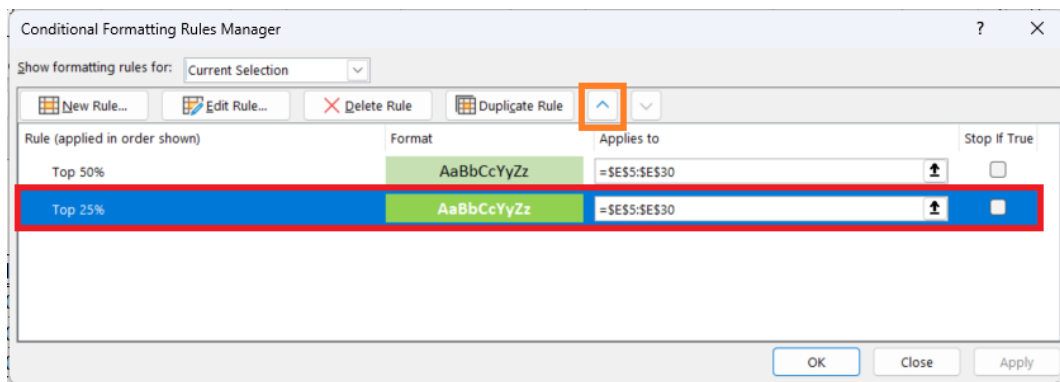 Conditional Formatting Rules Manager ? X
Show formatting rules for: Current Selection
New Rule... Edit Rule... Delete Rule Duplicate Rule
Rule (applied in order shown) Format Applies to Stop If True
Top 50% AaBbCcYyZz =$E$5:$E$30
Top 25% AaBbCcYyZz =$E$5:$E$30
OK Close Apply